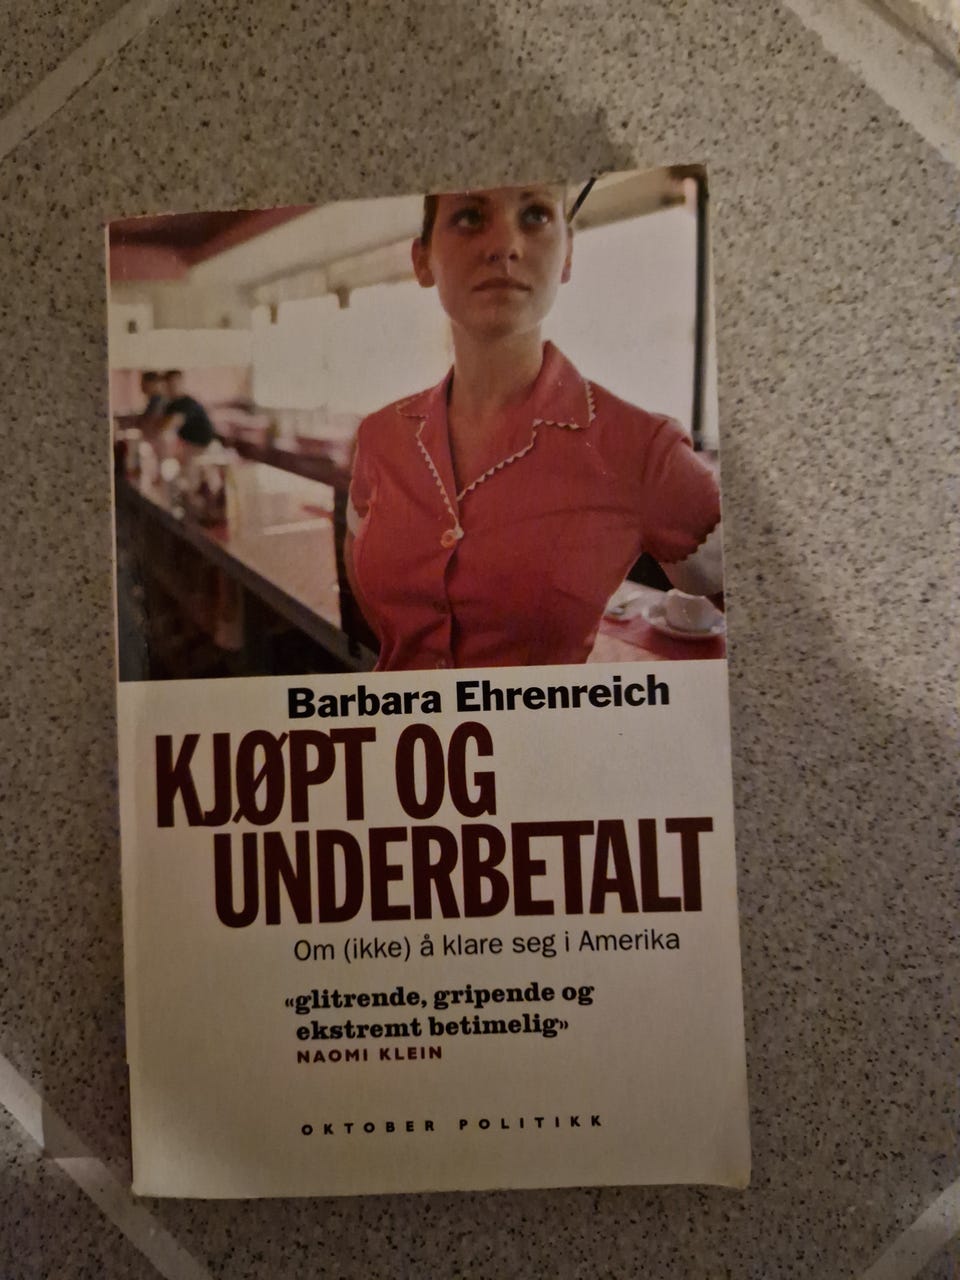 Barbara Ehrenreich
KJØPT OG
UNDERBETALT
Om (ikke) å klare seg i Amerika
«glitrende, gripende og
ekstremt betimelig»
NAOMI KLEIN
OKTOBER POLITIKK